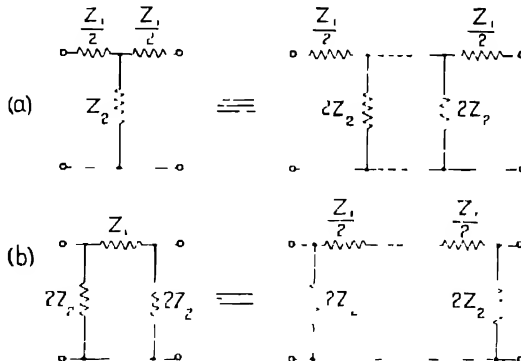 Z₁/2 Z₁/2 Z₁/2 Z₁/2
(a) Z₂ ≡ 2Z₂ 2Z₂
Z₁ Z₁/2 Z₁/2
(b) 2Z₂ 2Z₂ = 2Z₂ 2Z₂